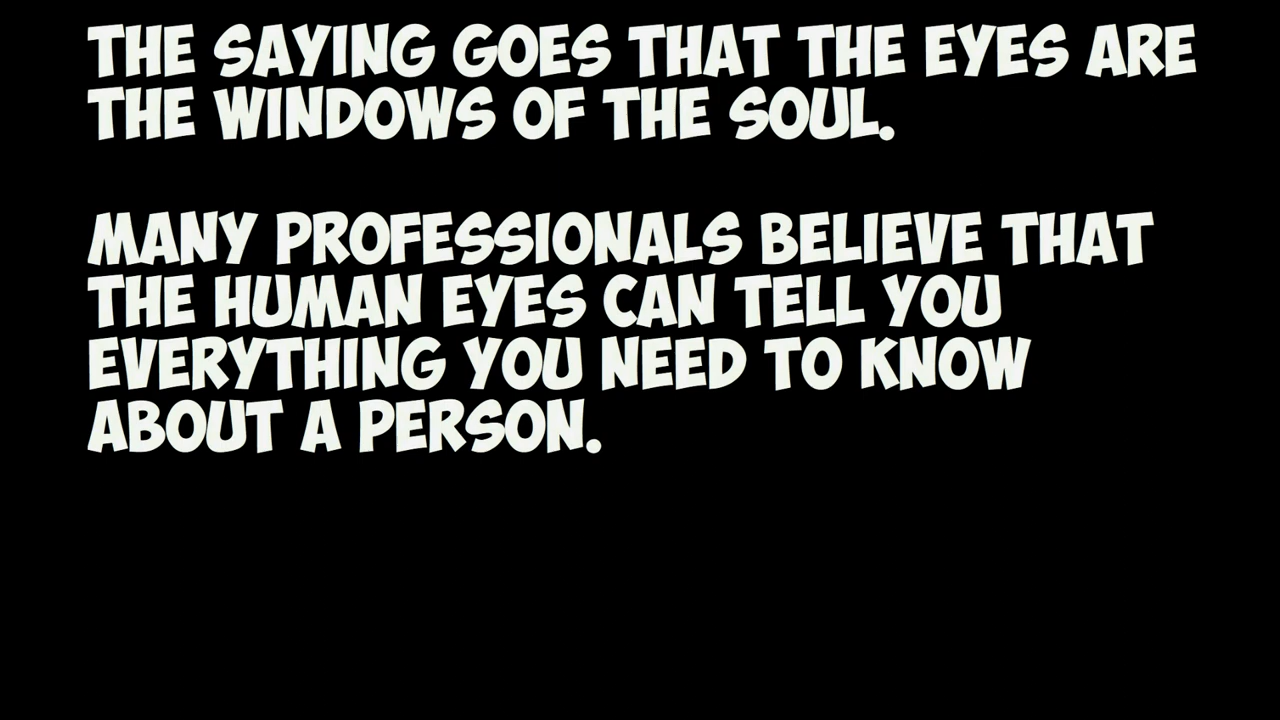 THE SAYING GOES THAT THE EYES ARE
THE WINDOWS OF THE SOUL.
MANY PROFESSIONALS BELIEVE THAT
THE HUMAN EYES CAN TELL YOU
EVERYTHING YOU NEED TO KNOW
ABOUT A PERSON.